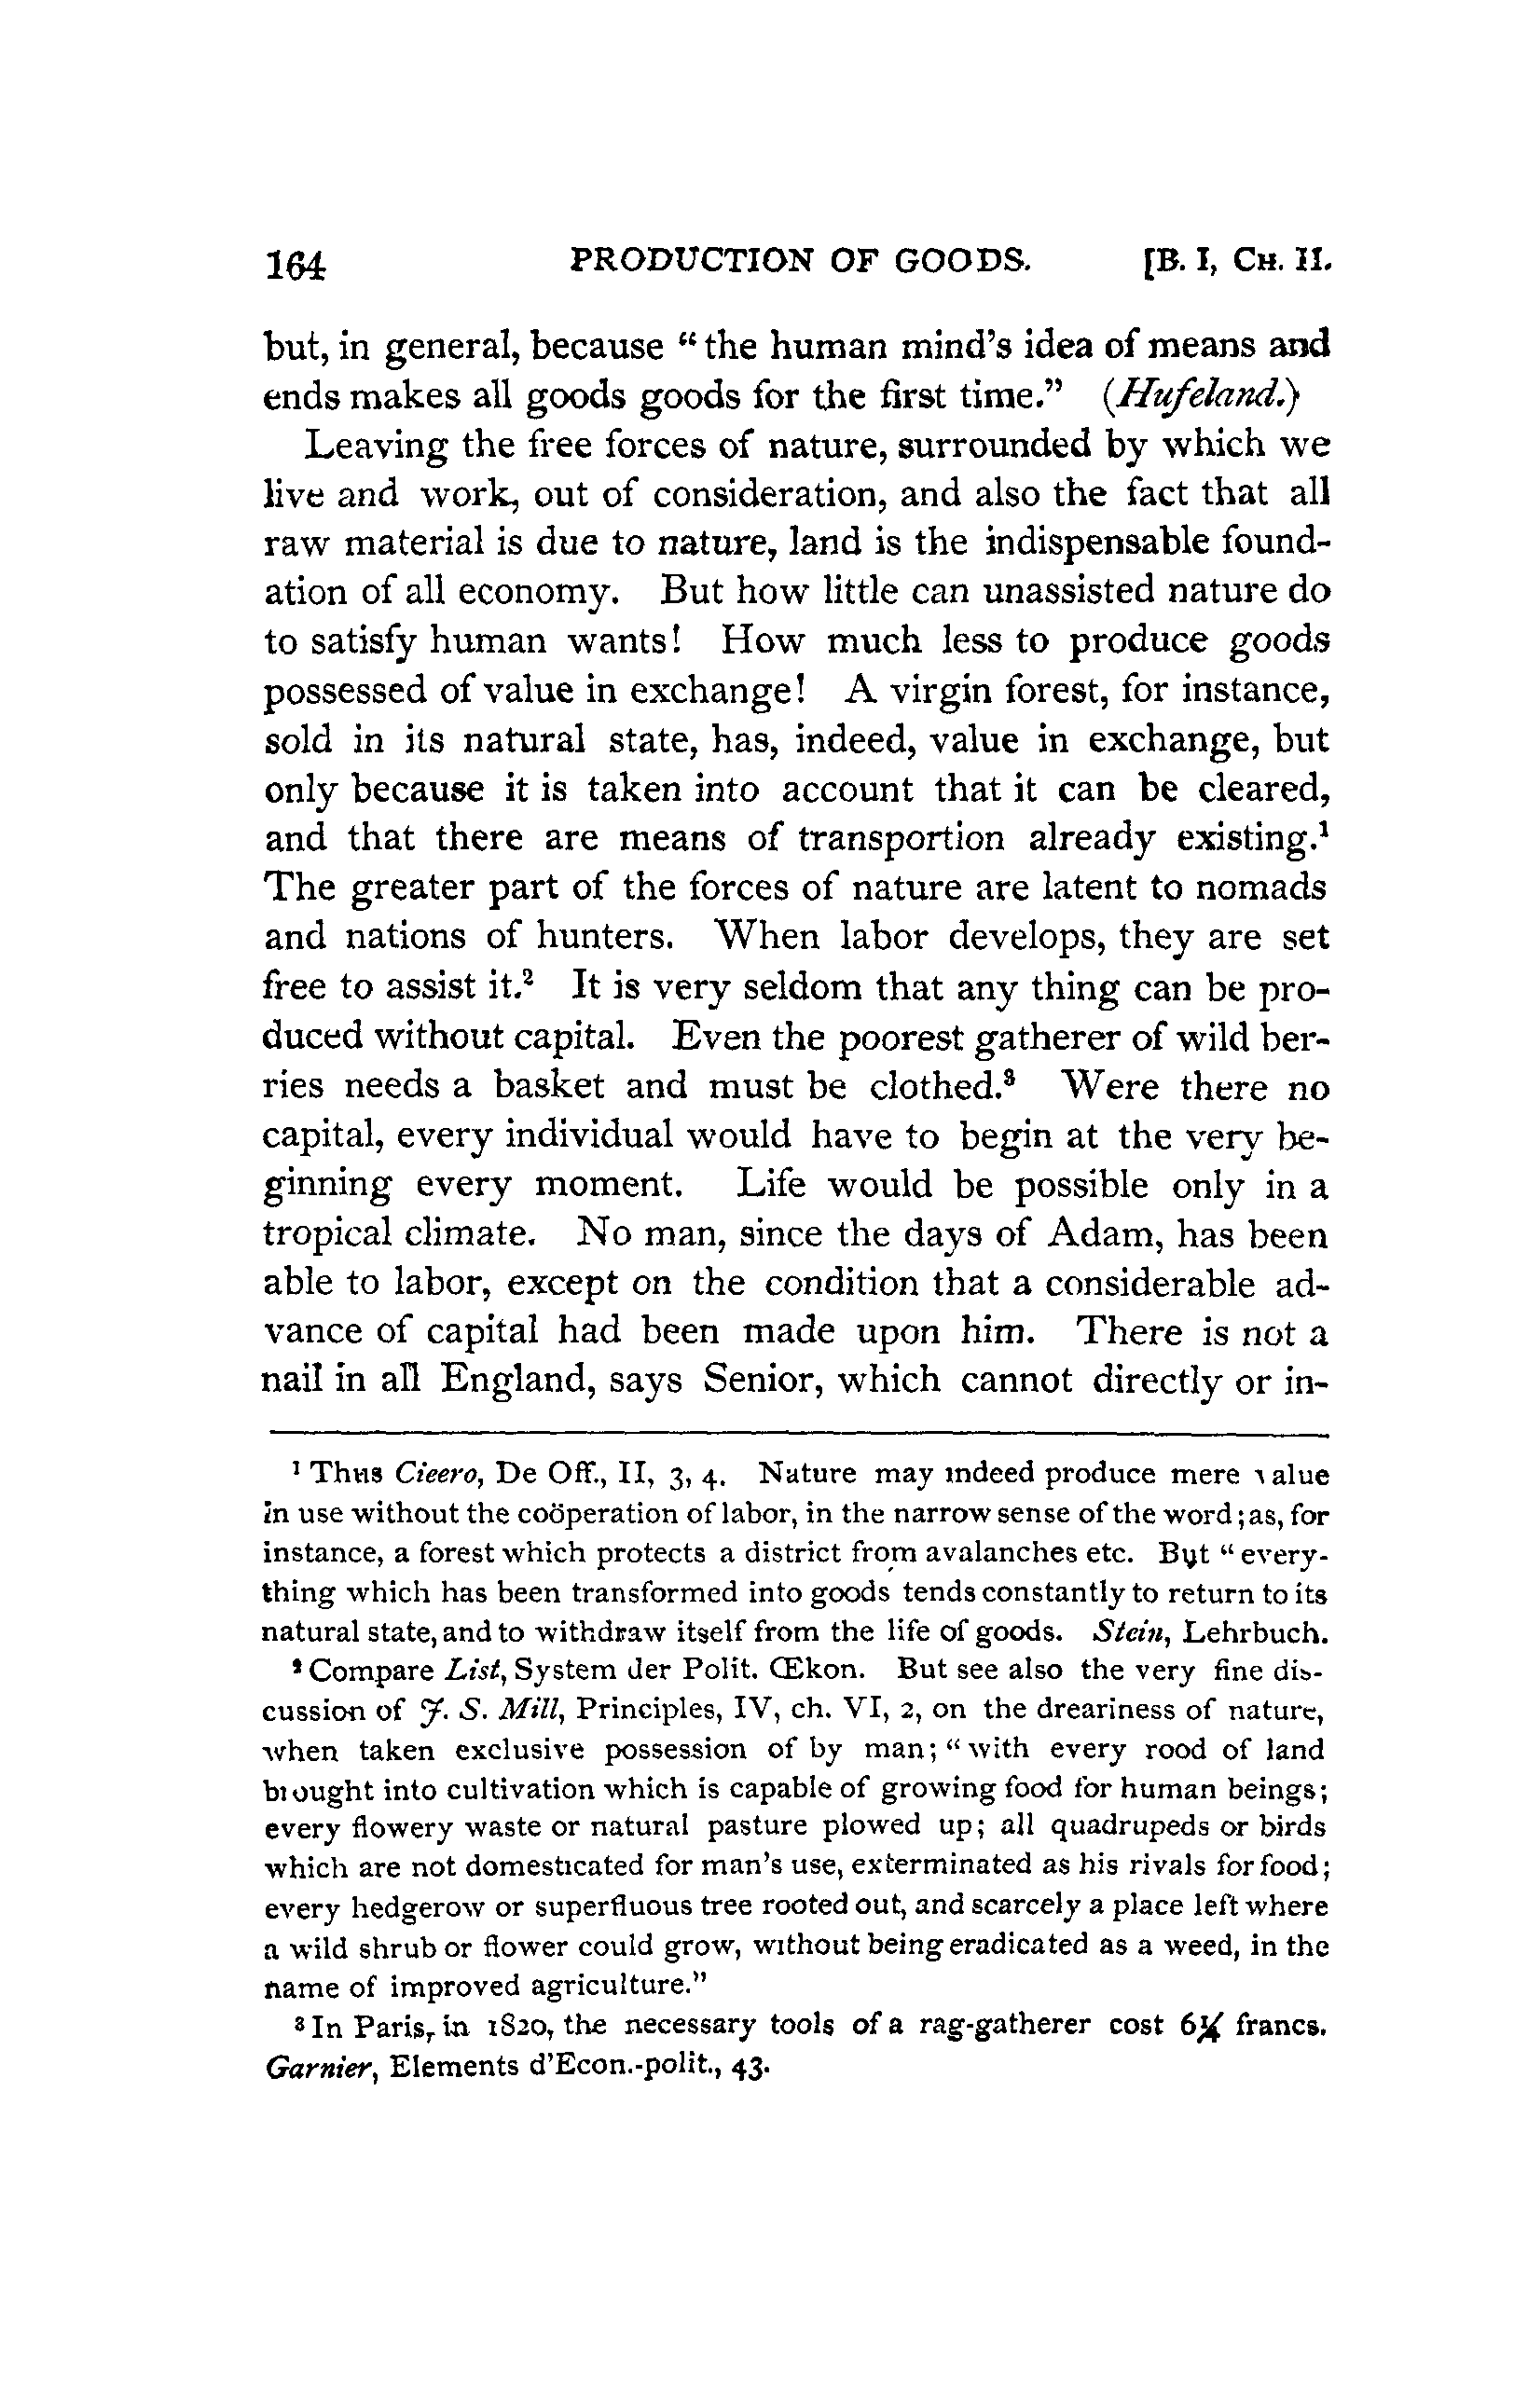 164 PRODUCTION OF GOODS. [B. I, CH. II.
but, in general, because “the human mind’s idea of means and
ends makes all goods goods for the first time.” (Hufeland.)
Leaving the free forces of nature, surrounded by which we
live and work, out of consideration, and also the fact that all
raw material is due to nature, land is the indispensable found-
ation of all economy. But how little can unassisted nature do
to satisfy human wants! How much less to produce goods
possessed of value in exchange! A virgin forest, for instance,
sold in its natural state, has, indeed, value in exchange, but
only because it is taken into account that it can be cleared,
and that there are means of transportion already existing.¹
The greater part of the forces of nature are latent to nomads
and nations of hunters. When labor develops, they are set
free to assist it.² It is very seldom that any thing can be pro-
duced without capital. Even the poorest gatherer of wild ber-
ries needs a basket and must be clothed.³ Were there no
capital, every individual would have to begin at the very be-
ginning every moment. Life would be possible only in a
tropical climate. No man, since the days of Adam, has been
able to labor, except on the condition that a considerable ad-
vance of capital had been made upon him. There is not a
nail in all England, says Senior, which cannot directly or in-
¹ Thus Cicero, De Off., II, 3, 4. Nature may indeed produce mere value
in use without the coöperation of labor, in the narrow sense of the word; as, for
instance, a forest which protects a district from avalanches etc. But “every-
thing which has been transformed into goods tends constantly to return to its
natural state, and to withdraw itself from the life of goods. Stein, Lehrbuch.
² Compare List, System der Polit. Œkon. But see also the very fine dis-
cussion of J. S. Mill, Principles, IV, ch. VI, 2, on the dreariness of nature,
when taken exclusive possession of by man; “with every rood of land
brought into cultivation which is capable of growing food for human beings;
every flowery waste or natural pasture plowed up; all quadrupeds or birds
which are not domesticated for man’s use, exterminated as his rivals for food;
every hedgerow or superfluous tree rooted out, and scarcely a place left where
a wild shrub or flower could grow, without being eradicated as a weed, in the
name of improved agriculture.”
³ In Paris, in 1820, the necessary tools of a rag-gatherer cost 6¼ francs.
Garnier, Elements d’Econ.-polit., 43.